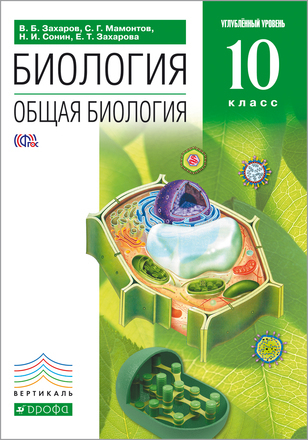 В. Б. Захаров, С. Г. Мамонтов,
Н. И. Сонин, Е. Т. Захарова
УГЛУБЛЁННЫЙ УРОВЕНЬ
БИОЛОГИЯ
ОБЩАЯ БИОЛОГИЯ
10
класс
ФГОС
ВЕРТИКАЛЬ
ДРОФА